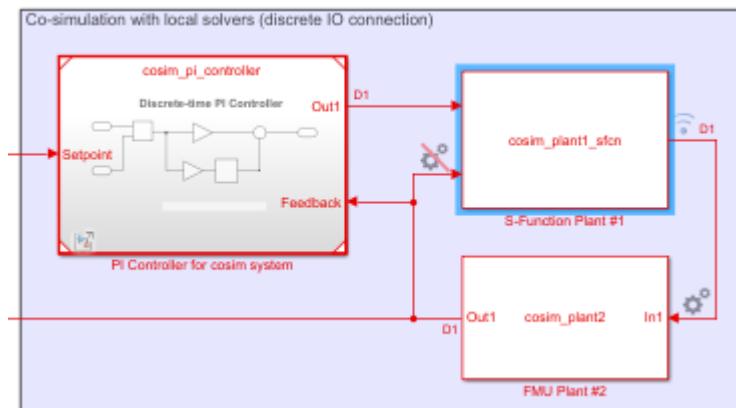 Co-simulation with local solvers (discrete IO connection)
cosim_pi_controller
Discrete-time PI Controller
Out1
D1
Setpoint
Feedback
PI Controller for cosim system
cosim_plant1_sfcn
D1
S-Function Plant #1
D1
Out1
cosim_plant2
In1
FMU Plant #2